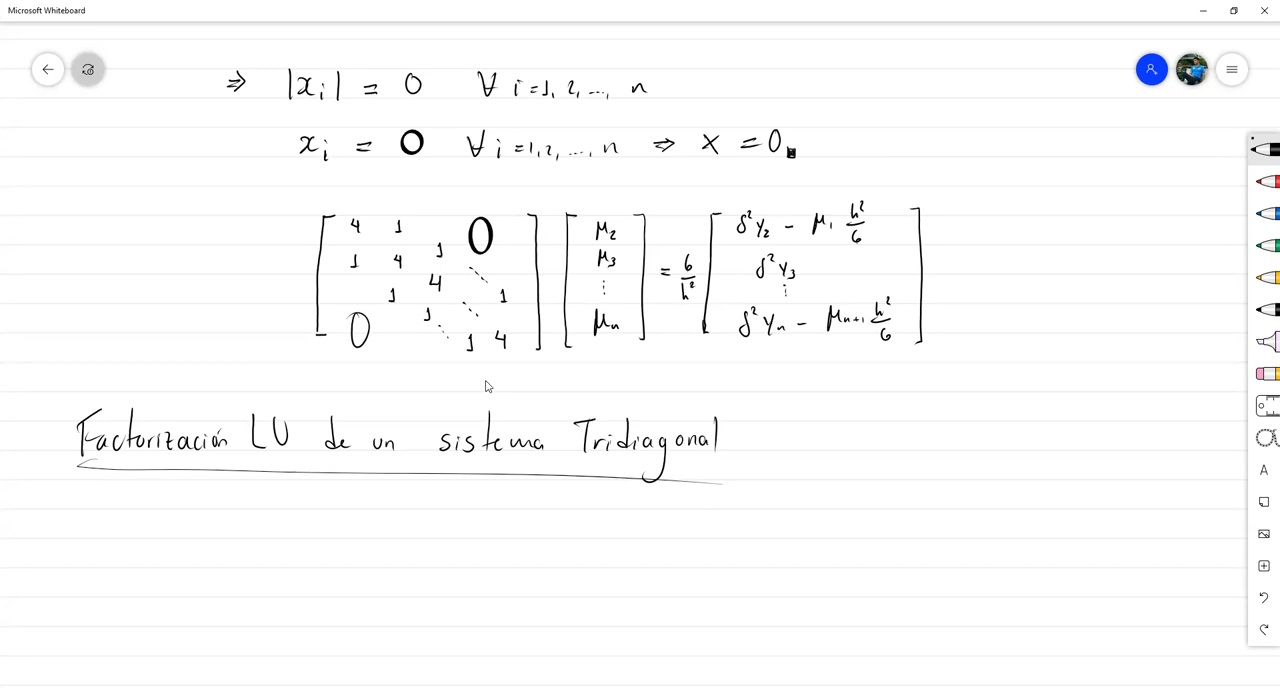 Microsoft Whiteboard
⇒ |xᵢ| = 0 ∀ i=1, 2, ..., n
xᵢ = 0 ∀ i=1,2,...,n ⇒ x = 0.
[4 1 0; 1 4 1; 1 4 ⋱ 1; 0 1 ⋱ ⋱; 1 4] [μ₂; μ₃; ⋮; μₙ] = 6/h² [δ²y₂ - μ₁ h²/6; δ²y₃; ⋮; δ²yₙ - μₙ₊₁ h²/6]
Factorización LU de un sistema Tridiagonal
A